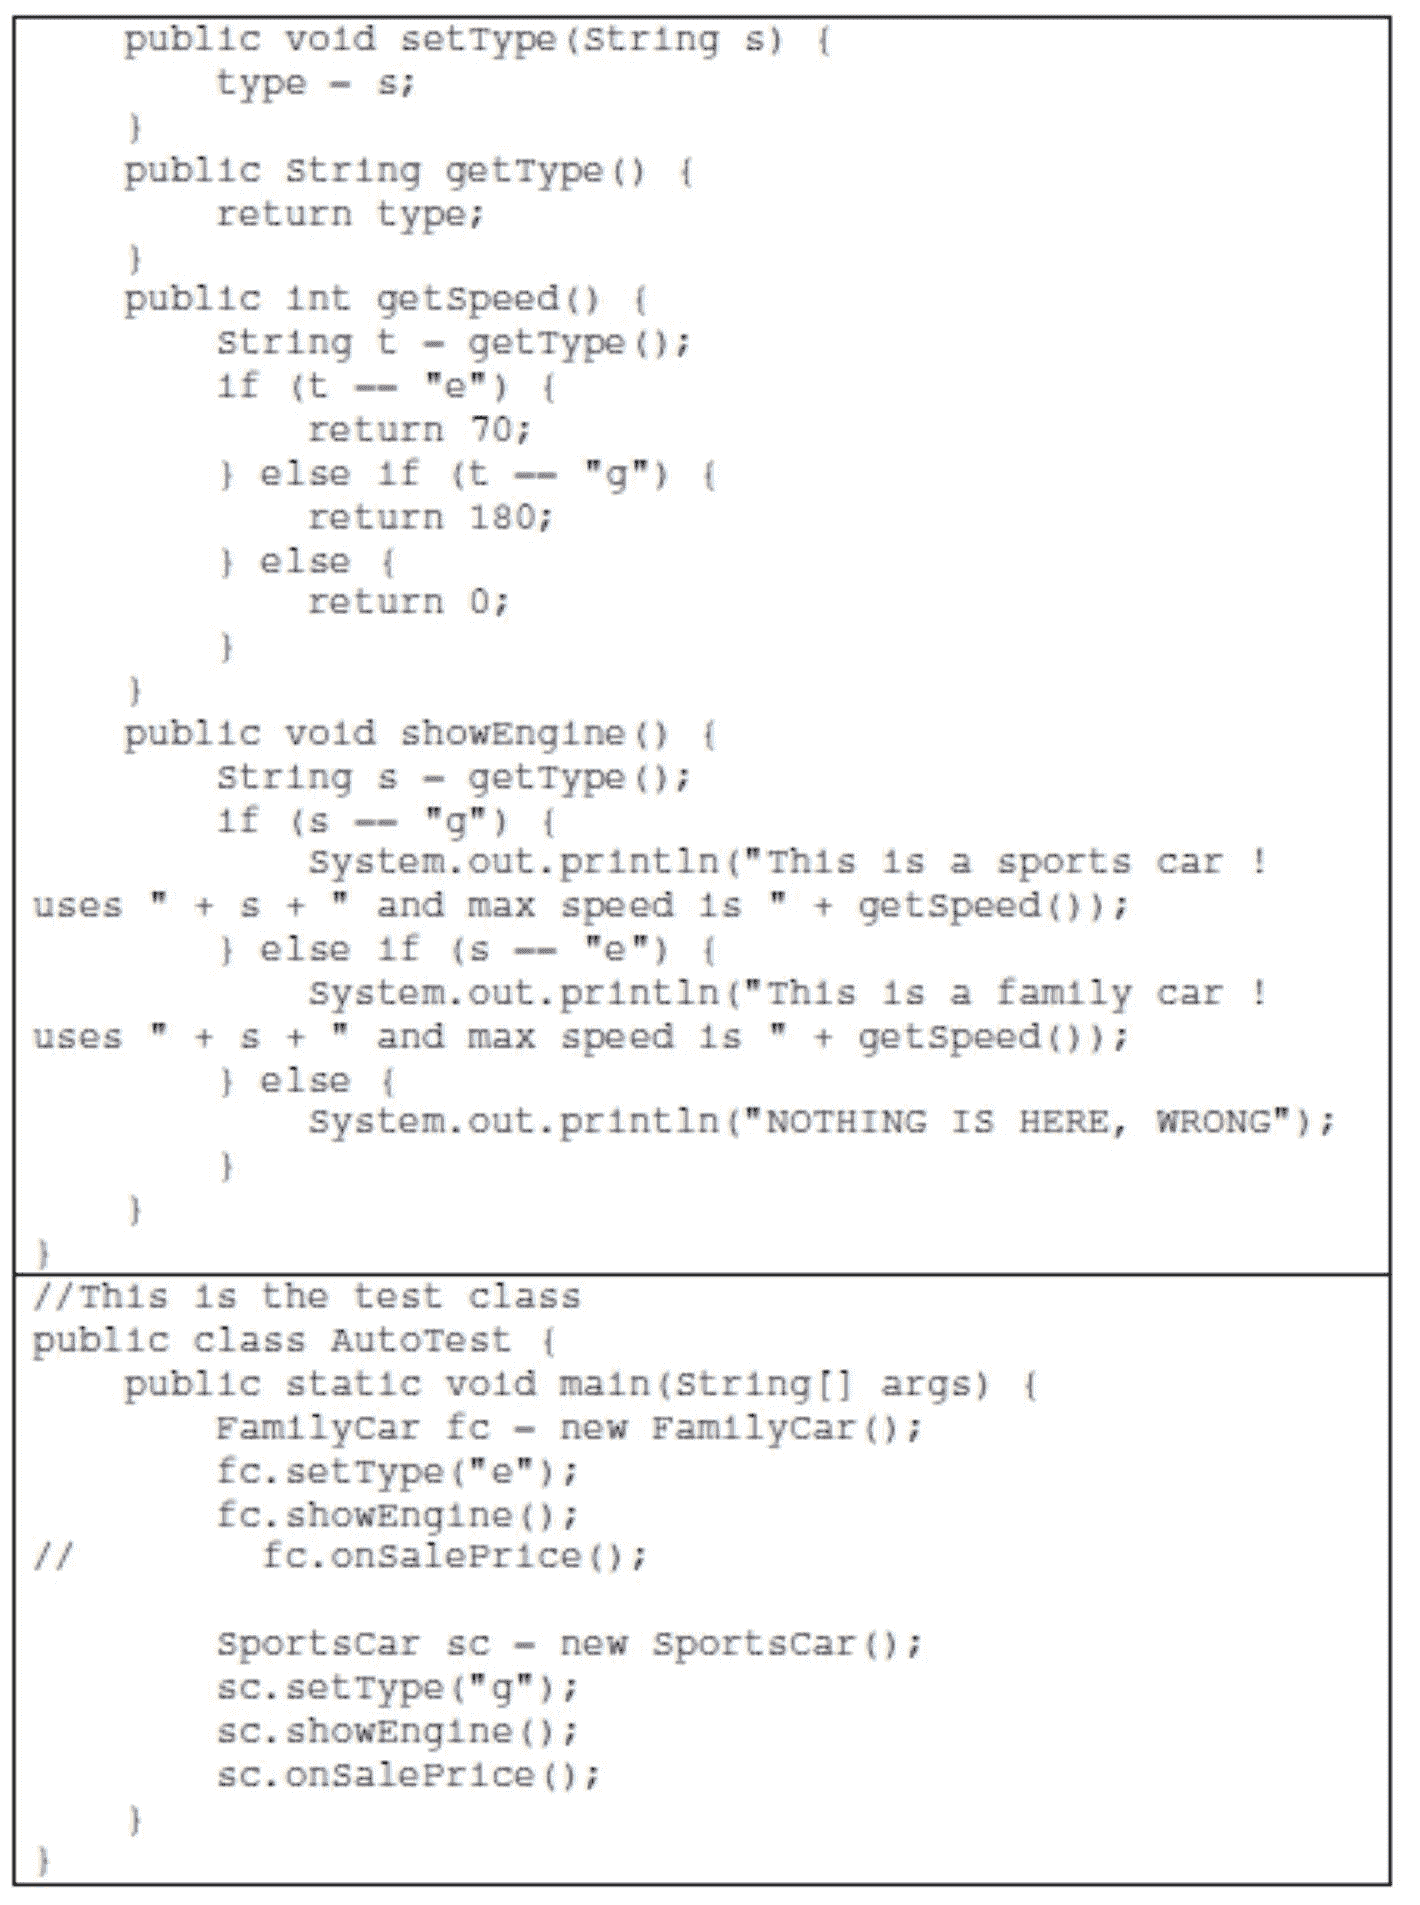 public void setType(String s) {
type = s;
}
public String getType() {
return type;
}
public int getSpeed() {
String t = getType();
if (t == "e") {
return 70;
} else if (t == "g") {
return 180;
} else {
return 0;
}
}
public void showEngine() {
String s = getType();
if (s == "g") {
System.out.println("This is a sports car !
uses " + s + " and max speed is " + getSpeed());
} else if (s == "e") {
System.out.println("This is a family car !
uses " + s + " and max speed is " + getSpeed());
} else {
System.out.println("NOTHING IS HERE, WRONG");
}
}
}
//This is the test class
public class AutoTest {
public static void main(String[] args) {
FamilyCar fc = new FamilyCar();
fc.setType("e");
fc.showEngine();
// fc.onSalePrice();
SportsCar sc = new SportsCar();
sc.setType("g");
sc.showEngine();
sc.onSalePrice();
}
}